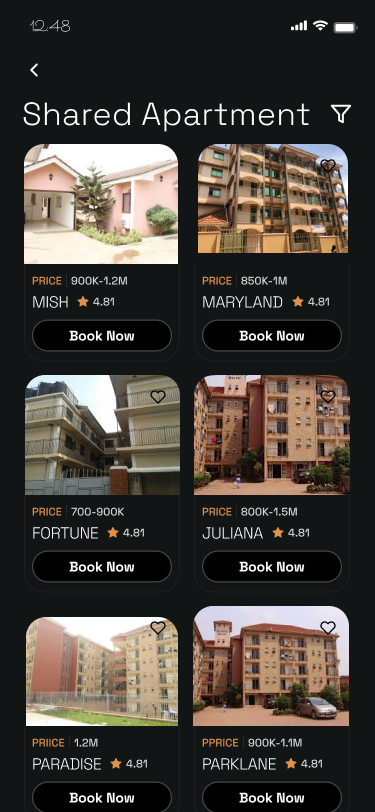 12.48
Shared Apartment
PRICE 900K-1.2M
MISH 4.81
Book Now
PRICE 850K-1M
MARYLAND 4.81
Book Now
PRICE 700-900K
FORTUNE 4.81
Book Now
PRICE 800K-1.5M
JULIANA 4.81
Book Now
PRIICE 1.2M
PARADISE 4.81
Book Now
PPRICE 900K-1.1M
PARKLANE 4.81
Book Now